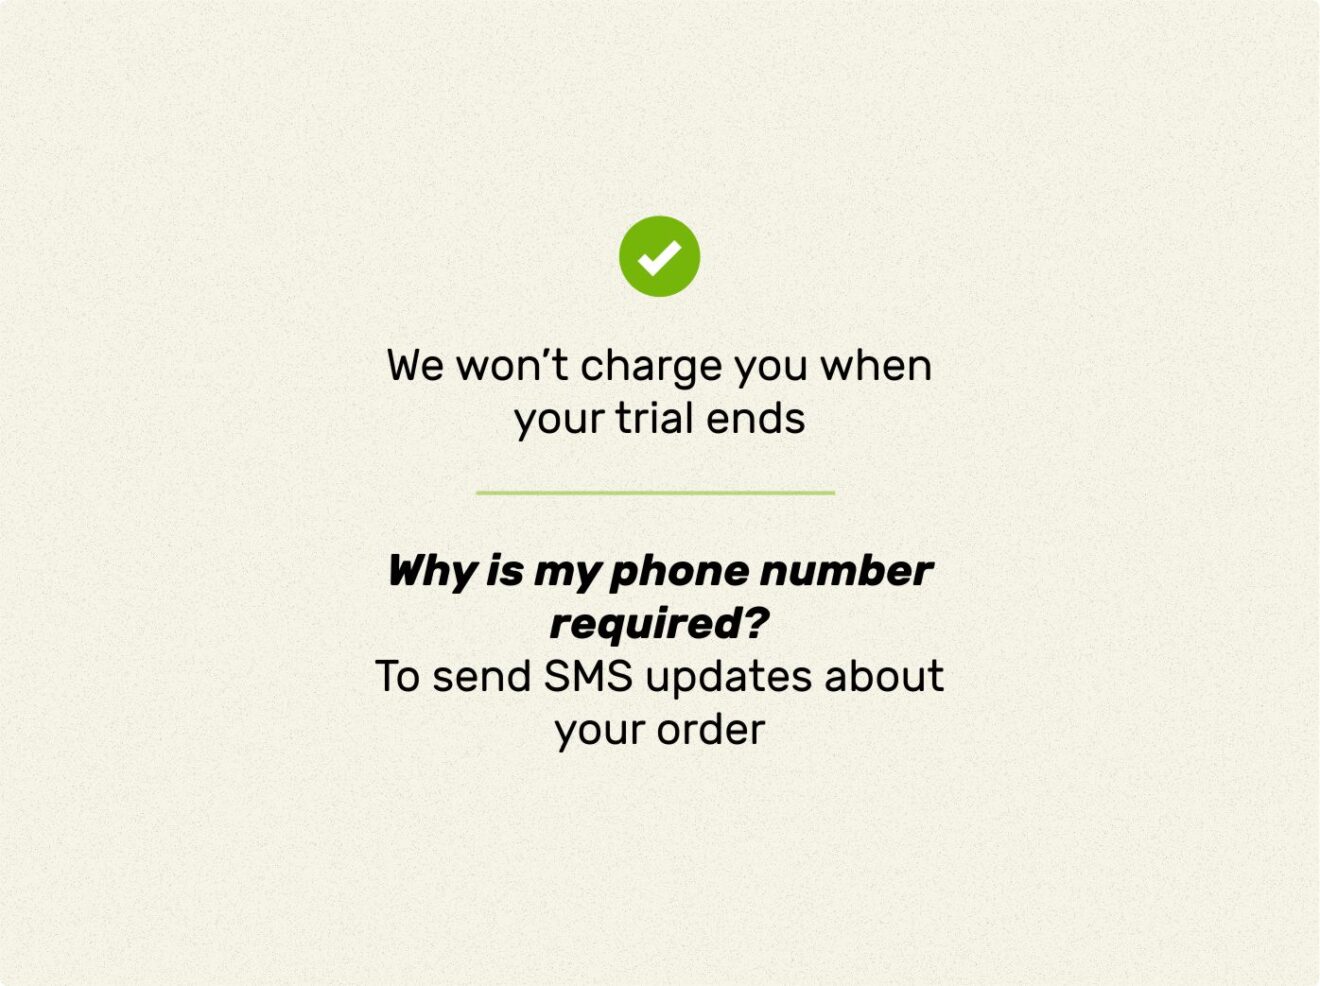 We won’t charge you when
your trial ends
Why is my phone number
required?
To send SMS updates about
your order